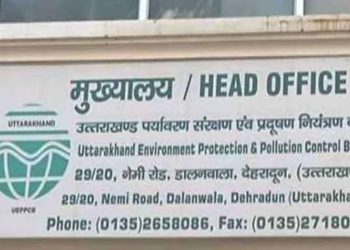 मुख्यालय / HEAD OFFICE
उत्तराखण्ड पर्यावरण संरक्षण एंव प्रदूषण नियंत्रण
Uttarakhand Environment Protection & Pollution Control B
29/20, नेमी रोड, डालनवाला, देहरादून, (उत्तराख
29/20, Nemi Road, Dalanwala, Dehradun (Uttarakha
Phone: (0135)2658086, Fax: (0135)27180
UTTARAKHAND
UEPPCB